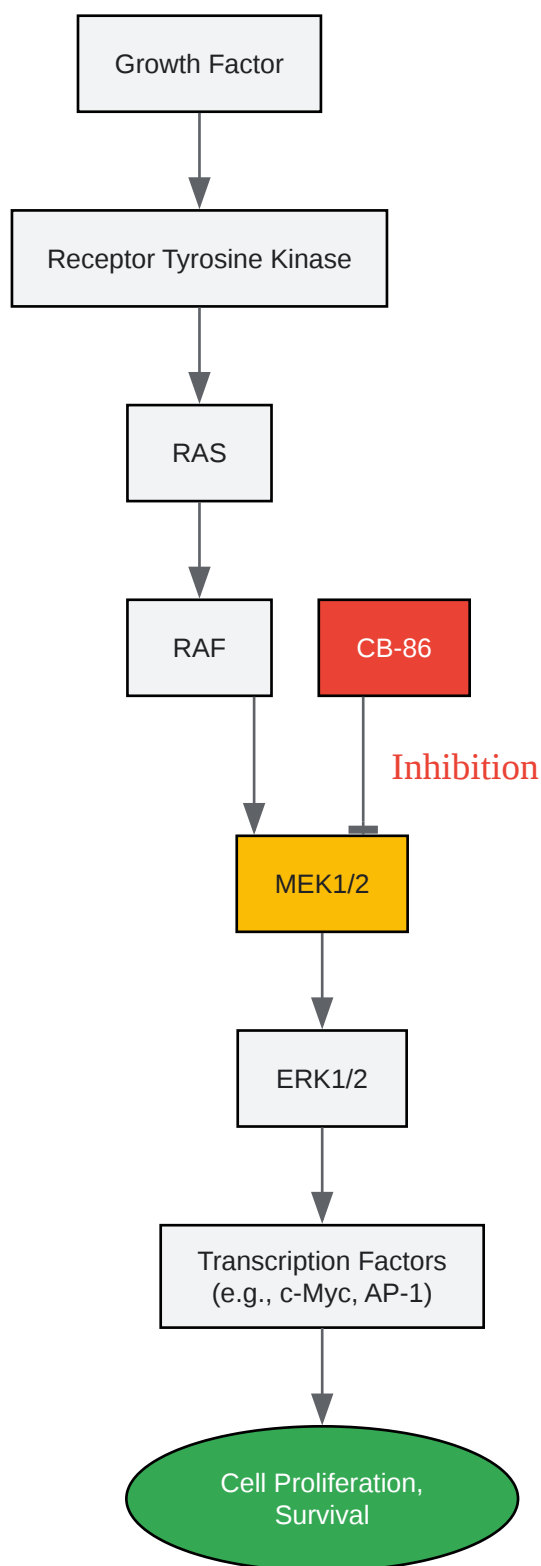 Growth Factor
Receptor Tyrosine Kinase
RAS
RAF
CB-86
Inhibition
MEK1/2
ERK1/2
Transcription Factors
(e.g., c-Myc, AP-1)
Cell Proliferation,
Survival